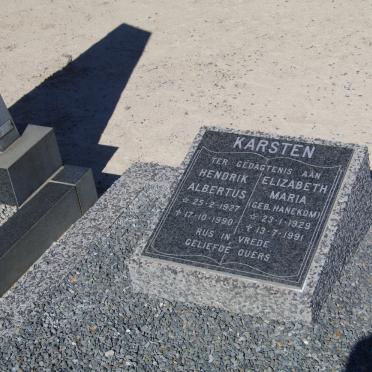 KARSTEN
TER GEDAGTENIS AAN
HENDRIK
ALBERTUS
☆25-2-1937
✝17-10-1990
ELIZABETH
MARIA
(GEB. HANEKOM)
☆23-1-1929
✝13-7-1991
RUS IN VREDE
GELIEFDE OUERS